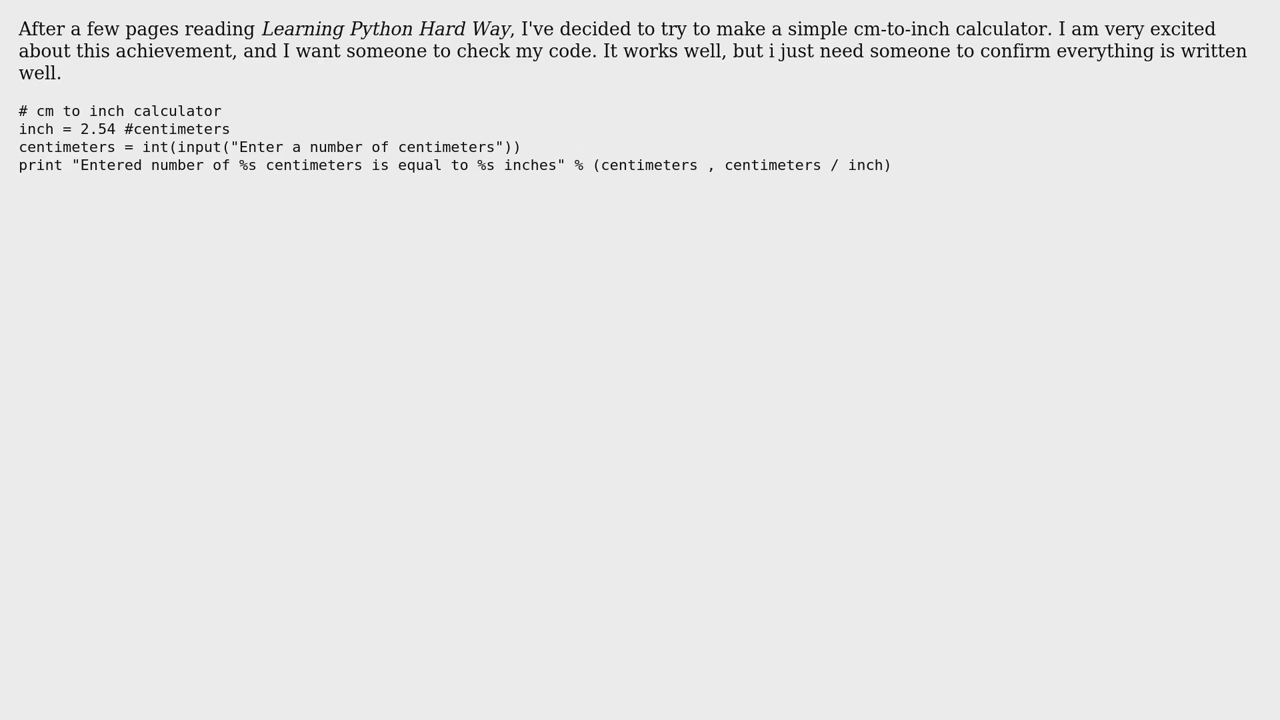 After a few pages reading Learning Python Hard Way, I've decided to try to make a simple cm-to-inch calculator. I am very excited
about this achievement, and I want someone to check my code. It works well, but i just need someone to confirm everything is written
well.
# cm to inch calculator
inch = 2.54 #centimeters
centimeters = int(input("Enter a number of centimeters"))
print "Entered number of %s centimeters is equal to %s inches" % (centimeters , centimeters / inch)